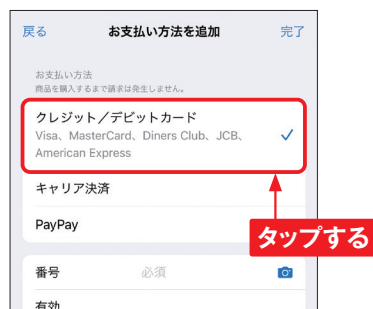 戻る お支払い方法を追加 完了
お支払い方法
商品を購入するまで請求は発生しません。
クレジット／デビットカード
Visa、MasterCard、Diners Club、JCB、
American Express
キャリア決済
PayPay
タップする
番号 必須
有効